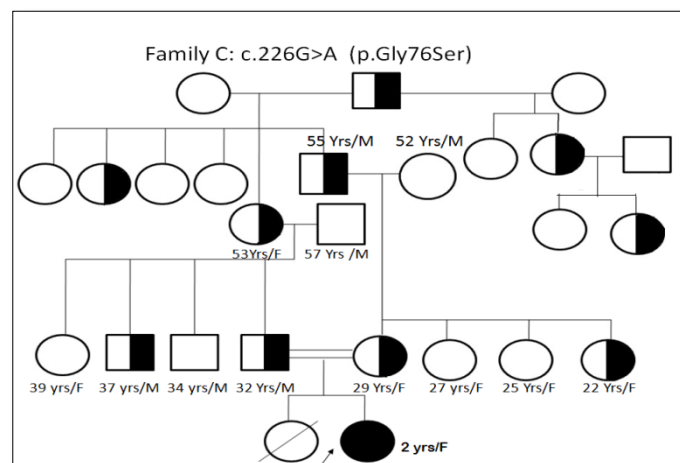 Family C: c.226G>A (p.Gly76Ser)
55 Yrs/M 52 Yrs/M
53Yrs/F 57 Yrs /M
39 yrs/F 37 yrs/M 34 yrs/M 32 Yrs/M 29 Yrs/F 27 yrs/F 25 Yrs/F 22 Yrs/F
2 yrs/F